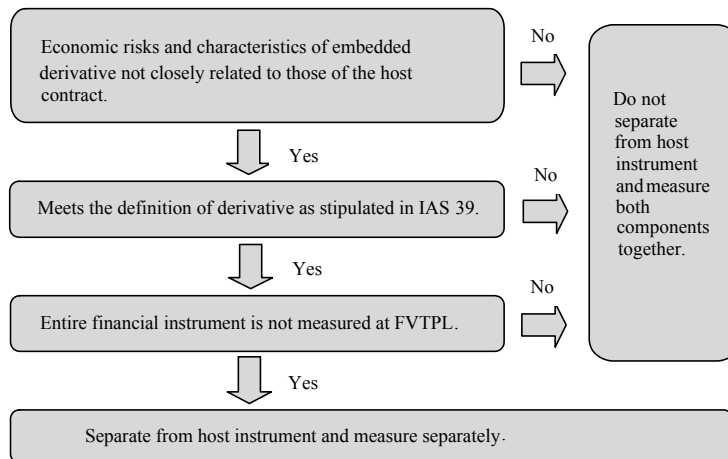 Economic risks and characteristics of embedded
derivative not closely related to those of the host
contract.
No
Do not
separate
from host
instrument
and measure
both
components
together.
Yes
Meets the definition of derivative as stipulated in IAS 39.
No
Yes
Entire financial instrument is not measured at FVTPL.
No
Yes
Separate from host instrument and measure separately.